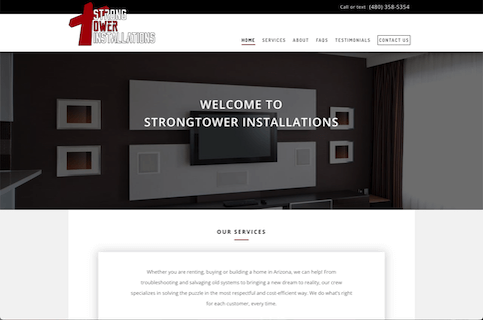 Call or text (480) 358-5354
STRONG
TOWER
INSTALLATIONS
HOME SERVICES ABOUT FAQS TESTIMONIALS CONTACT US
WELCOME TO
STRONGTOWER INSTALLATIONS
OUR SERVICES
Whether you are renting, buying or building a home in Arizona, we can help! From
troubleshooting and salvaging old systems to bringing a new dream to reality, our crew
specializes in solving the puzzle in the most respectful and cost-efficient way. We do what's right
for each customer, every time.